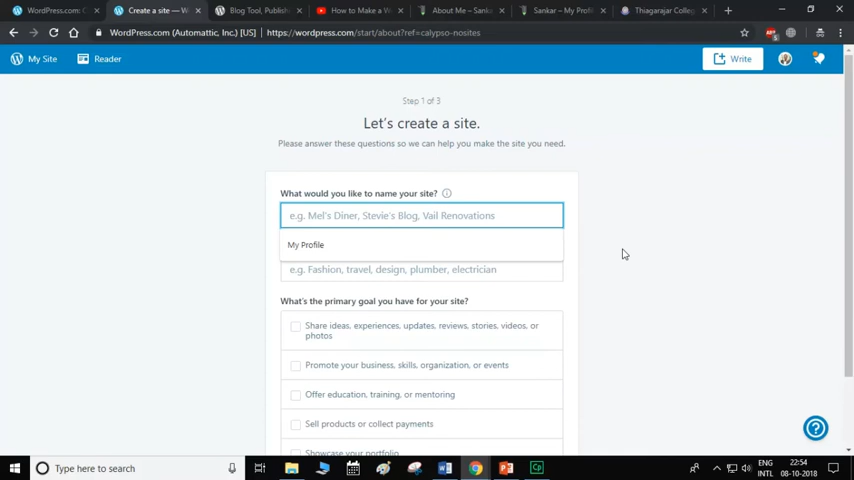 WordPress.com: C
Create a site — W
Blog Tool, Publish
How to Make a W
About Me – Sanka
Sankar – My Profi
Thiagarajar Colleg
WordPress.com (Automattic, Inc.) [US] | https://wordpress.com/start/about?ref=calypso-nosites
My Site
Reader
Write
Step 1 of 3
Let's create a site.
Please answer these questions so we can help you make the site you need.
What would you like to name your site?
e.g. Mel's Diner, Stevie's Blog, Vail Renovations
My Profile
e.g. Fashion, travel, design, plumber, electrician
What's the primary goal you have for your site?
Share ideas, experiences, updates, reviews, stories, videos, or
photos
Promote your business, skills, organization, or events
Offer education, training, or mentoring
Sell products or collect payments
Showcase your portfolio
Type here to search
ENG
INTL
22:54
08-10-2018